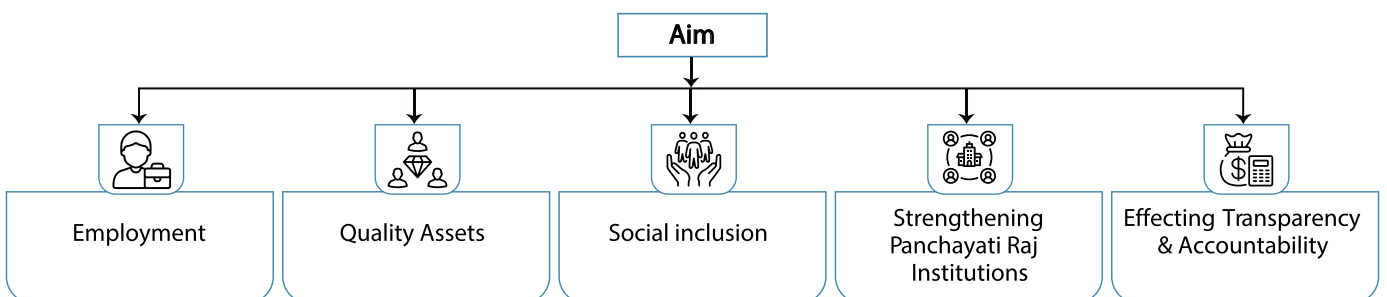 Aim
Employment
Quality Assets
Social inclusion
Strengthening
Panchayati Raj
Institutions
Effecting Transparency
& Accountability